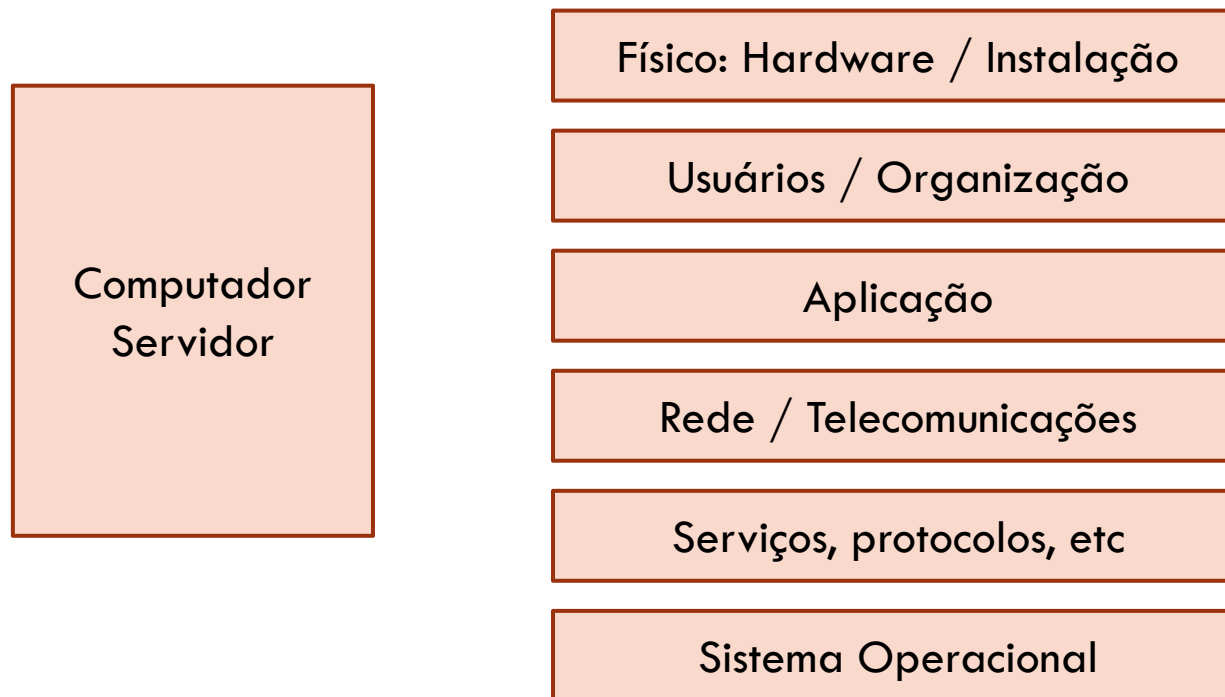 Computador
Servidor
Físico: Hardware / Instalação
Usuários / Organização
Aplicação
Rede / Telecomunicações
Serviços, protocolos, etc
Sistema Operacional